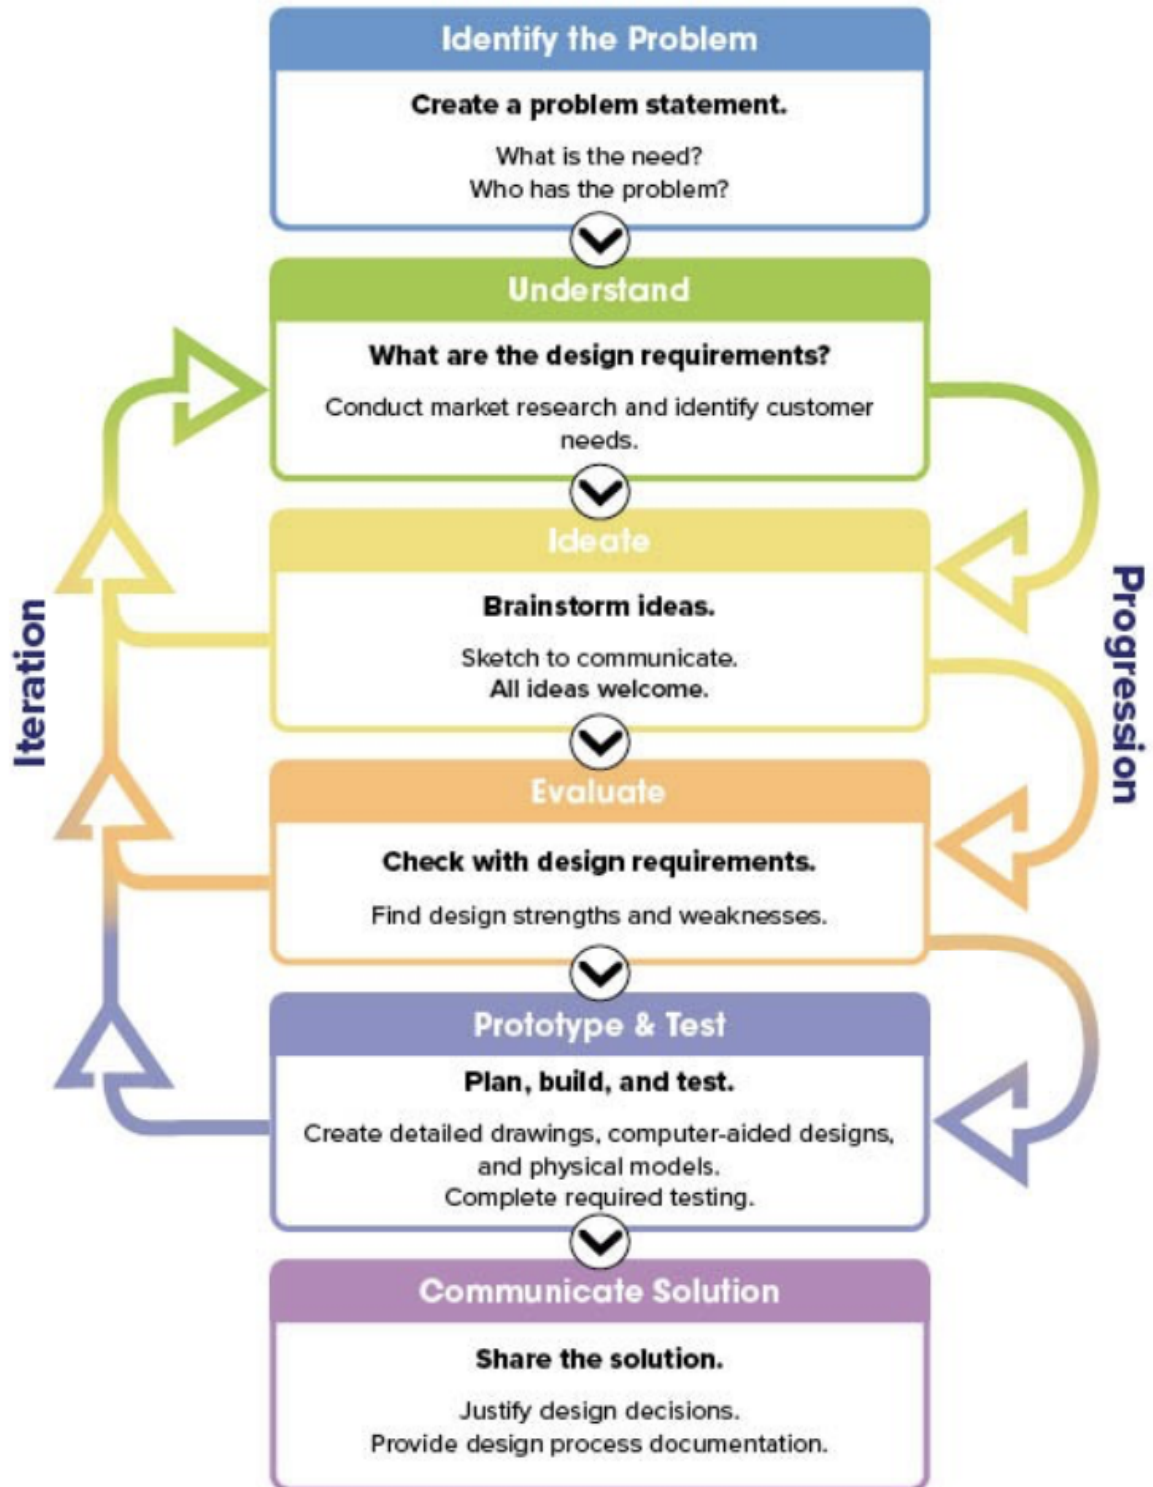 Identify the Problem
Create a problem statement.
What is the need?
Who has the problem?
Understand
What are the design requirements?
Conduct market research and identify customer
needs.
Ideate
Brainstorm ideas.
Sketch to communicate.
All ideas welcome.
Evaluate
Check with design requirements.
Find design strengths and weaknesses.
Prototype & Test
Plan, build, and test.
Create detailed drawings, computer-aided designs,
and physical models.
Complete required testing.
Communicate Solution
Share the solution.
Justify design decisions.
Provide design process documentation.
Iteration
Progression